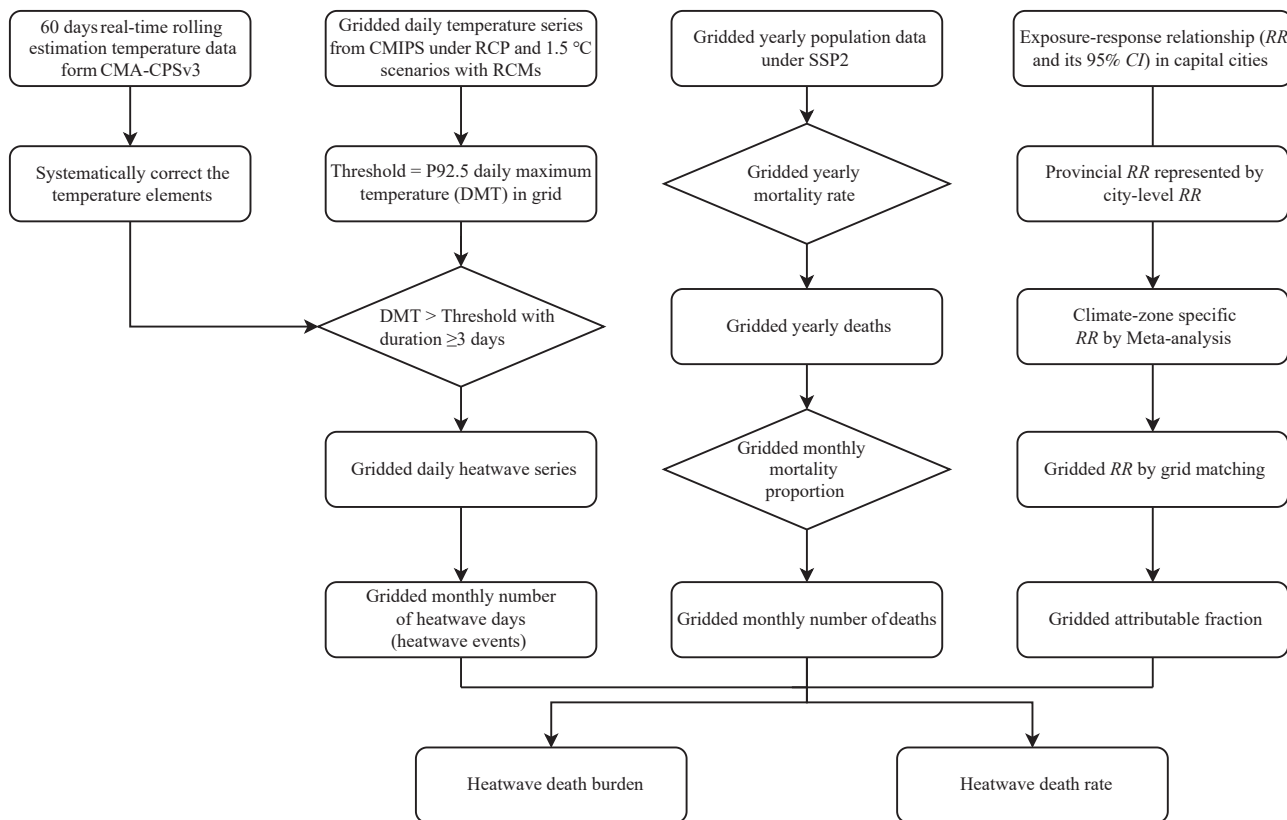 60 days real-time rolling
estimation temperature data
form CMA-CPSv3
Gridded daily temperature series
from CMIPS under RCP and 1.5 °C
scenarios with RCMs
Gridded yearly population data
under SSP2
Exposure-response relationship (RR
and its 95% CI) in capital cities
Systematically correct the
temperature elements
Threshold = P92.5 daily maximum
temperature (DMT) in grid
Gridded yearly
mortality rate
Provincial RR represented by
city-level RR
DMT > Threshold with
duration ≥3 days
Gridded yearly deaths
Climate-zone specific
RR by Meta-analysis
Gridded daily heatwave series
Gridded monthly
mortality
proportion
Gridded RR by grid matching
Gridded monthly number
of heatwave days
(heatwave events)
Gridded monthly number of deaths
Gridded attributable fraction
Heatwave death burden
Heatwave death rate